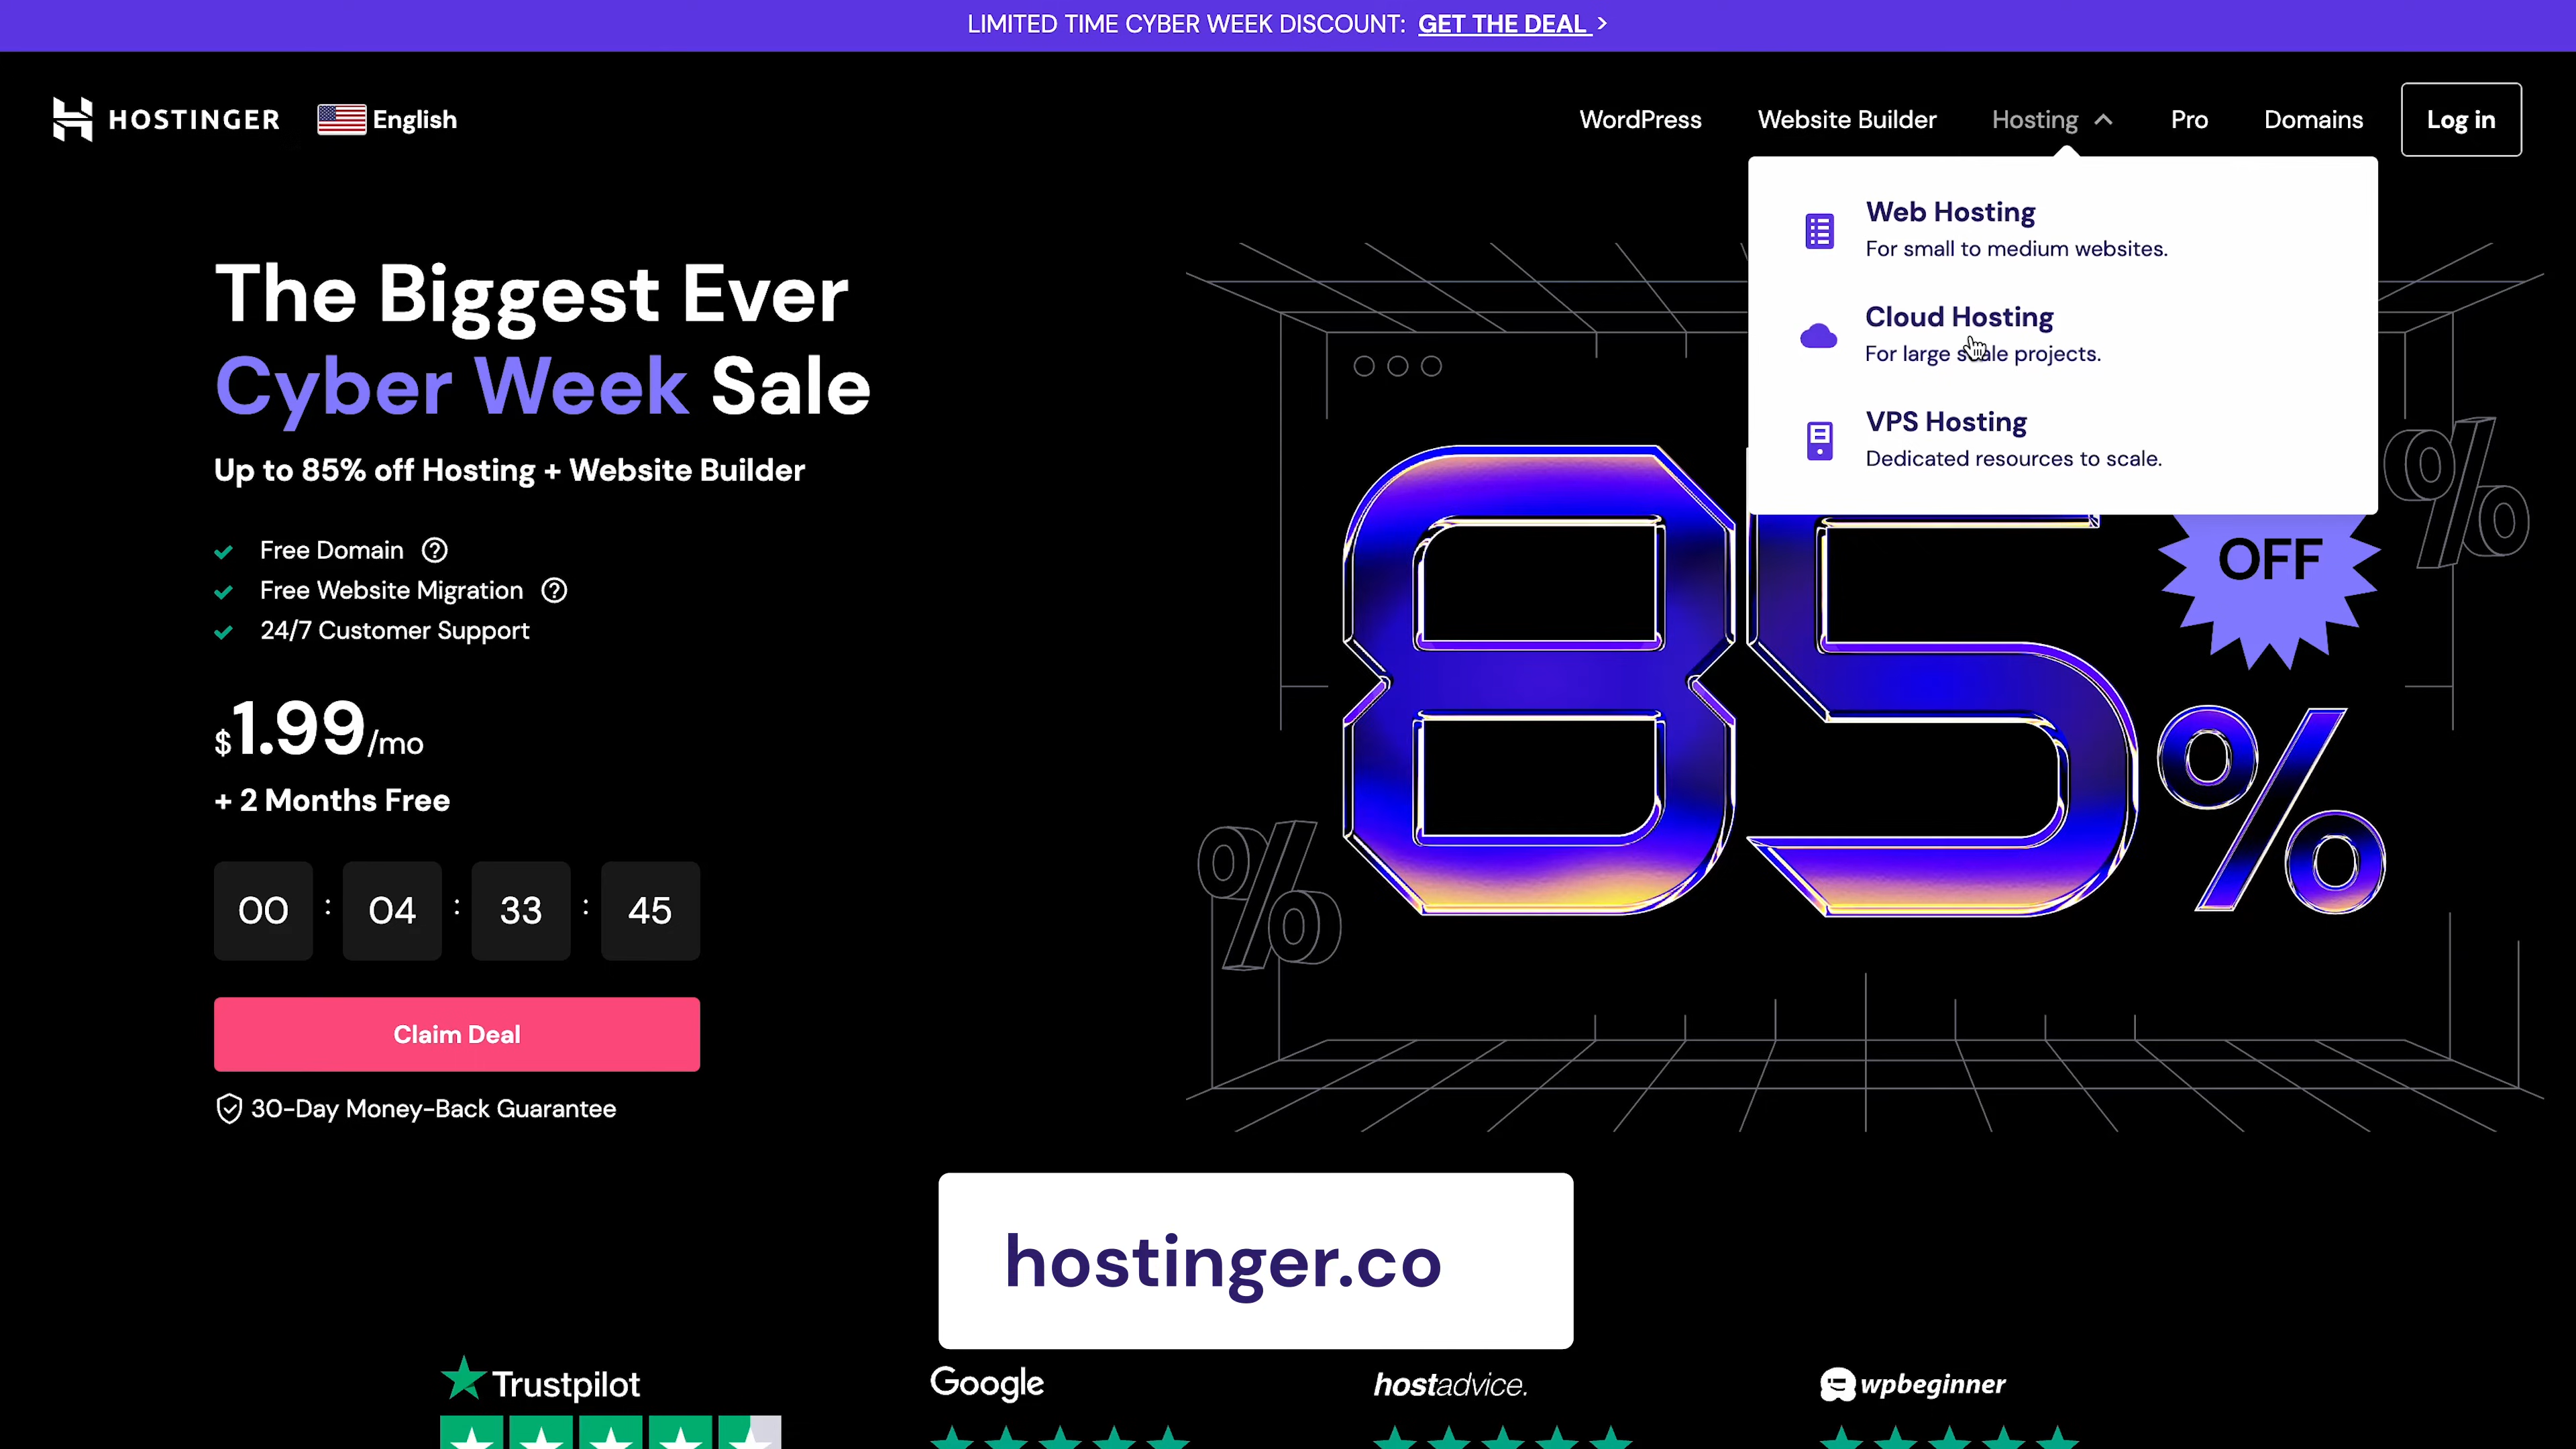 LIMITED TIME CYBER WEEK DISCOUNT: GET THE DEAL >
HOSTINGER
English
WordPress
Website Builder
Hosting
Pro
Domains
Log in
Web Hosting
For small to medium websites.
Cloud Hosting
For large scale projects.
VPS Hosting
Dedicated resources to scale.
The Biggest Ever
Cyber Week Sale
Up to 85% off Hosting + Website Builder
Free Domain ?
Free Website Migration ?
24/7 Customer Support
$1.99/mo
+ 2 Months Free
00 : 04 : 33 : 45
Claim Deal
30-Day Money-Back Guarantee
85%
OFF
%
%
hostinger.co
Trustpilot
Google
hostadvice.
wpbeginner